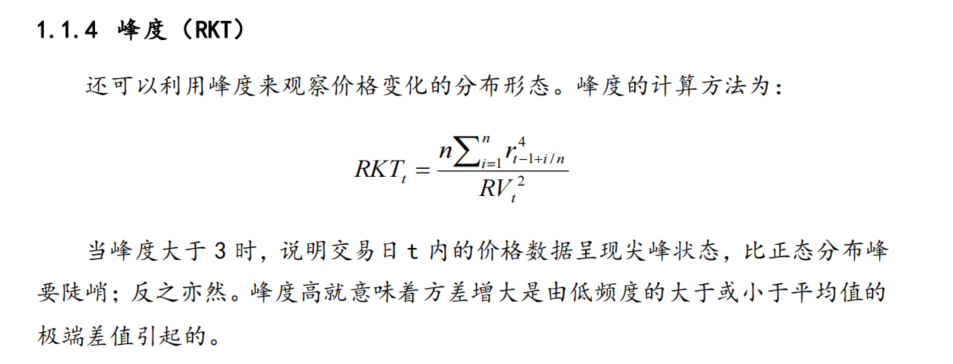 1.1.4 峰度（RKT）
还可以利用峰度来观察价格变化的分布形态。峰度的计算方法为：
RKT_t = \frac{n\sum_{i=1}^{n} r_{t-1+i/n}^{4}}{RV_t^{2}}
当峰度大于 3 时，说明交易日 t 内的价格数据呈现尖峰状态，比正态分布峰
要陡峭；反之亦然。峰度高就意味着方差增大是由低频度的大于或小于平均值的
极端差值引起的。